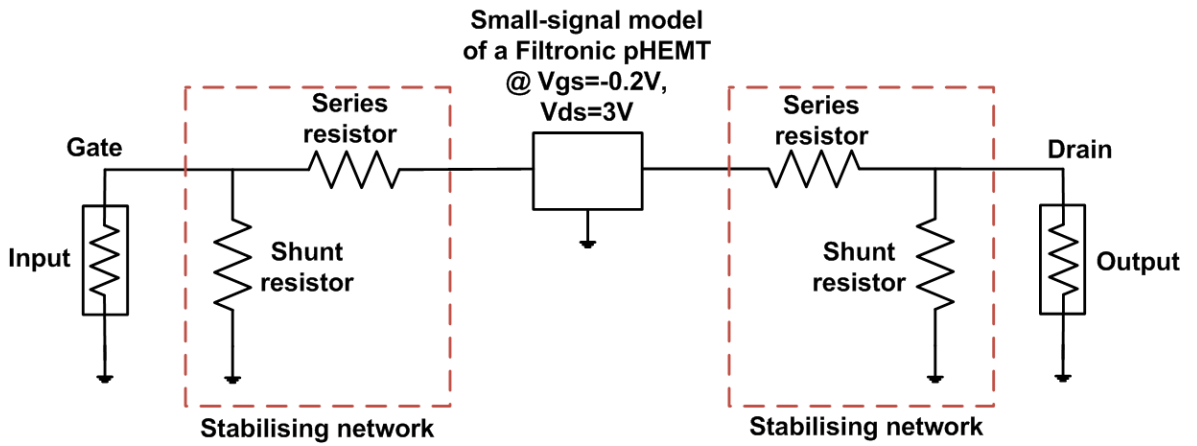 Small-signal model
of a Filtronic pHEMT
@ Vgs=-0.2V,
Vds=3V
Series
resistor
Series
resistor
Gate
Drain
Input
Shunt
resistor
Shunt
resistor
Output
Stabilising network
Stabilising network